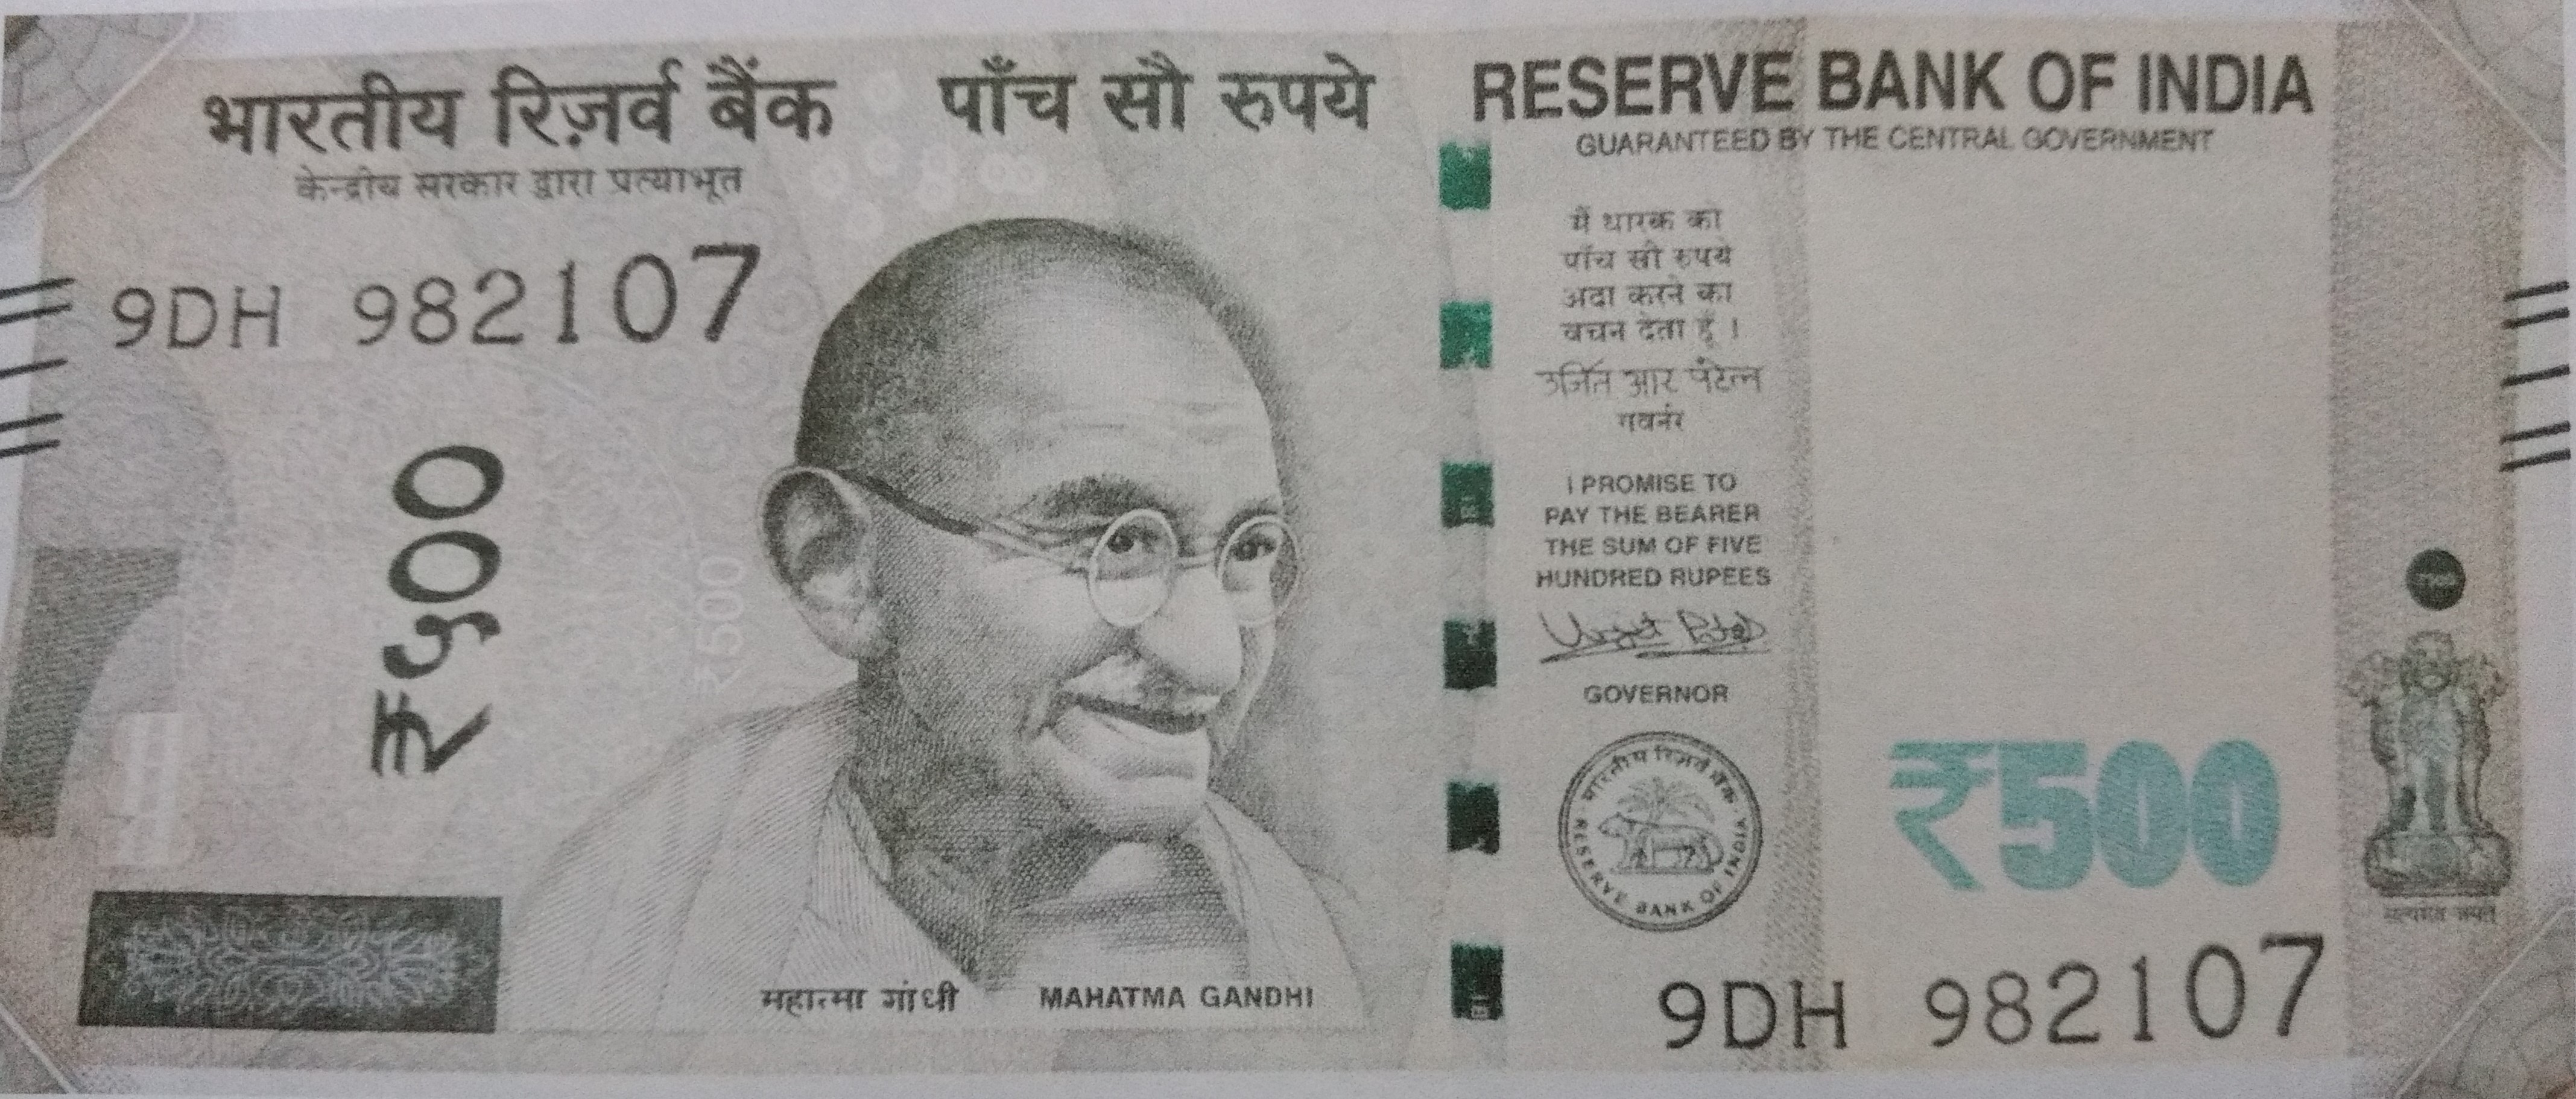 भारतीय रिज़र्व बैंक
पाँच सौ रुपये
RESERVE BANK OF INDIA
केन्द्रीय सरकार द्वारा प्रत्याभूत
GUARANTEED BY THE CENTRAL GOVERNMENT
9DH 982107
₹५००
₹500
मैं धारक को
पाँच सौ रुपये
अदा करने का
वचन देता हूँ ।
उर्जित आर पटेल
गवर्नर
I PROMISE TO
PAY THE BEARER
THE SUM OF FIVE
HUNDRED RUPEES
Urjit Patel
GOVERNOR
भारतीय रिज़र्व बैंक
RESERVE BANK OF INDIA
₹500
सत्यमेव जयते
महात्मा गांधी
MAHATMA GANDHI
9DH 982107